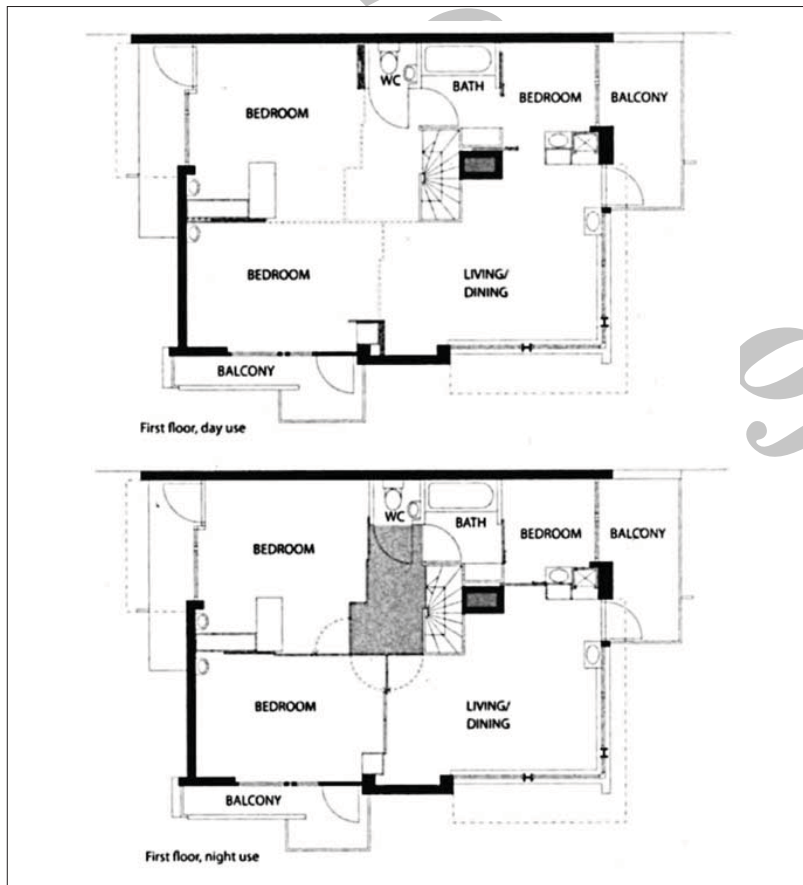 WC
BATH
BEDROOM
BEDROOM
BALCONY
BEDROOM
LIVING/
DINING
BALCONY
First floor, day use
WC
BATH
BEDROOM
BALCONY
BEDROOM
BEDROOM
LIVING/
DINING
BALCONY
First floor, night use